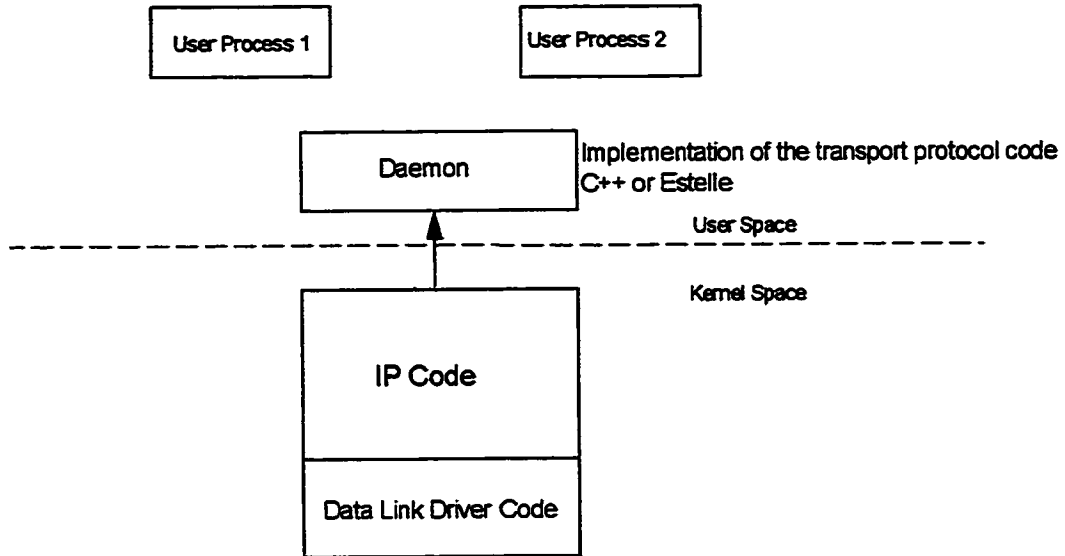 User Process 1
User Process 2
Daemon
Implementation of the transport protocol code
C++ or Estelle
User Space
Kernel Space
IP Code
Data Link Driver Code